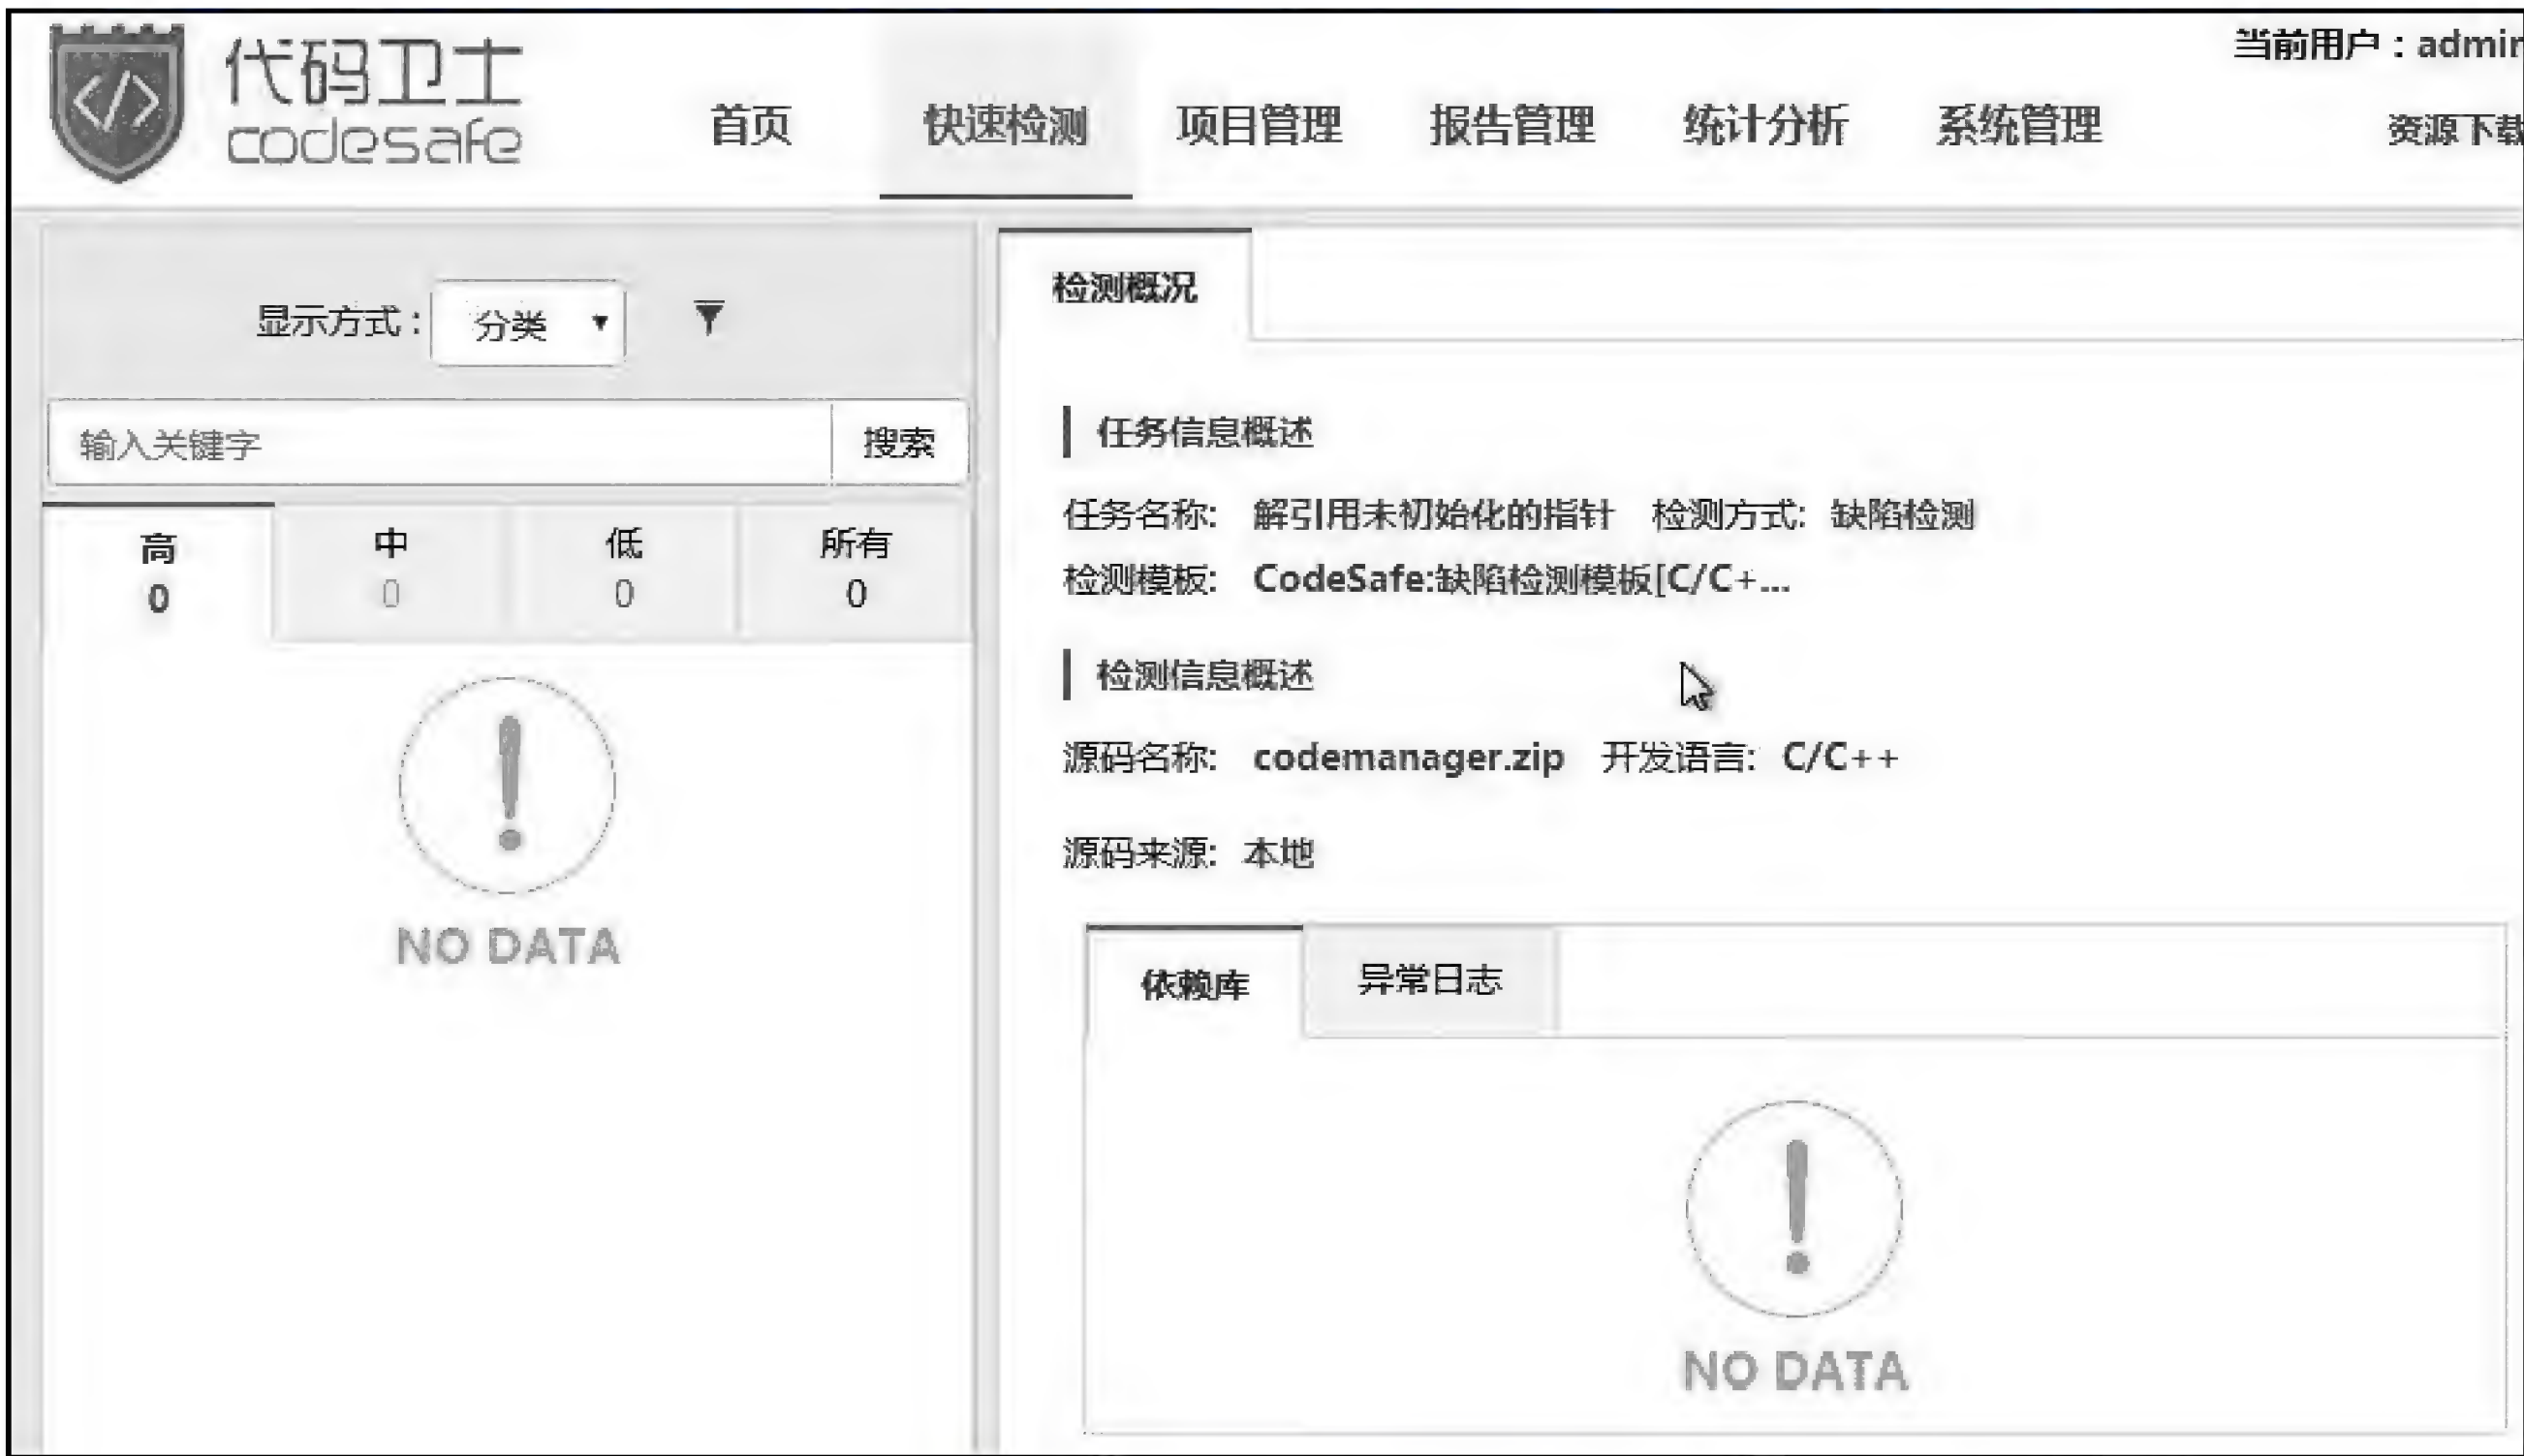 代码卫士
codesafe
当前用户：admin
首页 快速检测 项目管理 报告管理 统计分析 系统管理 资源下载
显示方式： 分类
输入关键字 搜索
高 中 低 所有
0 0 0 0
NO DATA
检测概况
任务信息概述
任务名称: 解引用未初始化的指针 检测方式: 缺陷检测
检测模板: CodeSafe:缺陷检测模板[C/C+...
检测信息概述
源码名称: codemanager.zip 开发语言: C/C++
源码来源: 本地
依赖库 异常日志
NO DATA